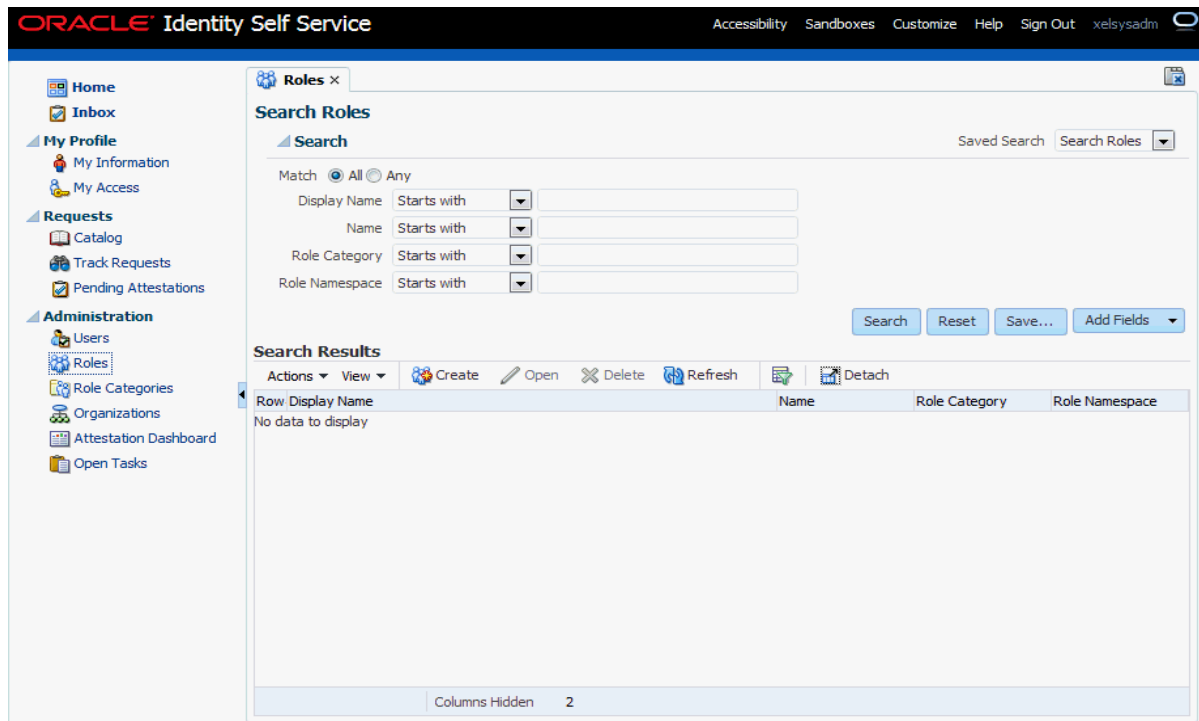 ORACLE Identity Self Service
Accessibility Sandboxes Customize Help Sign Out xelsysadm
Home
Inbox
My Profile
My Information
My Access
Requests
Catalog
Track Requests
Pending Attestations
Administration
Users
Roles
Role Categories
Organizations
Attestation Dashboard
Open Tasks
Roles
Search Roles
Search
Saved Search Search Roles
Match All Any
Display Name Starts with
Name Starts with
Role Category Starts with
Role Namespace Starts with
Search Reset Save... Add Fields
Search Results
Actions View Create Open Delete Refresh Detach
Row Display Name Name Role Category Role Namespace
No data to display
Columns Hidden 2